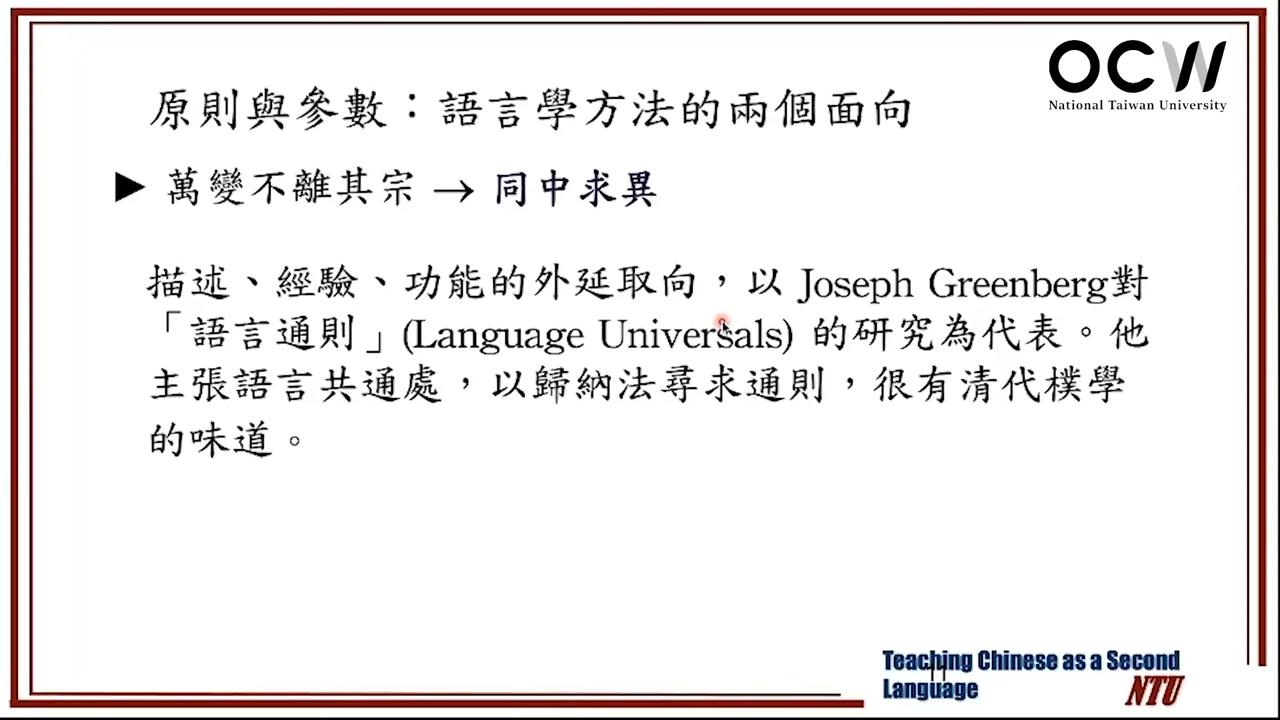 OCW
National Taiwan University
原則與參數：語言學方法的兩個面向
▶ 萬變不離其宗 → 同中求異
描述、經驗、功能的外延取向，以 Joseph Greenberg對
「語言通則」(Language Universals) 的研究為代表。他
主張語言共通處，以歸納法尋求通則，很有清代樸學
的味道。
Teaching Chinese as a Second
Language
11
NTU